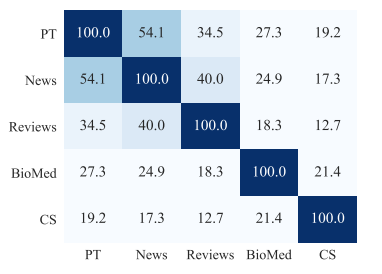 PT 100.0 54.1 34.5 27.3 19.2
News 54.1 100.0 40.0 24.9 17.3
Reviews 34.5 40.0 100.0 18.3 12.7
BioMed 27.3 24.9 18.3 100.0 21.4
CS 19.2 17.3 12.7 21.4 100.0
PT News Reviews BioMed CS